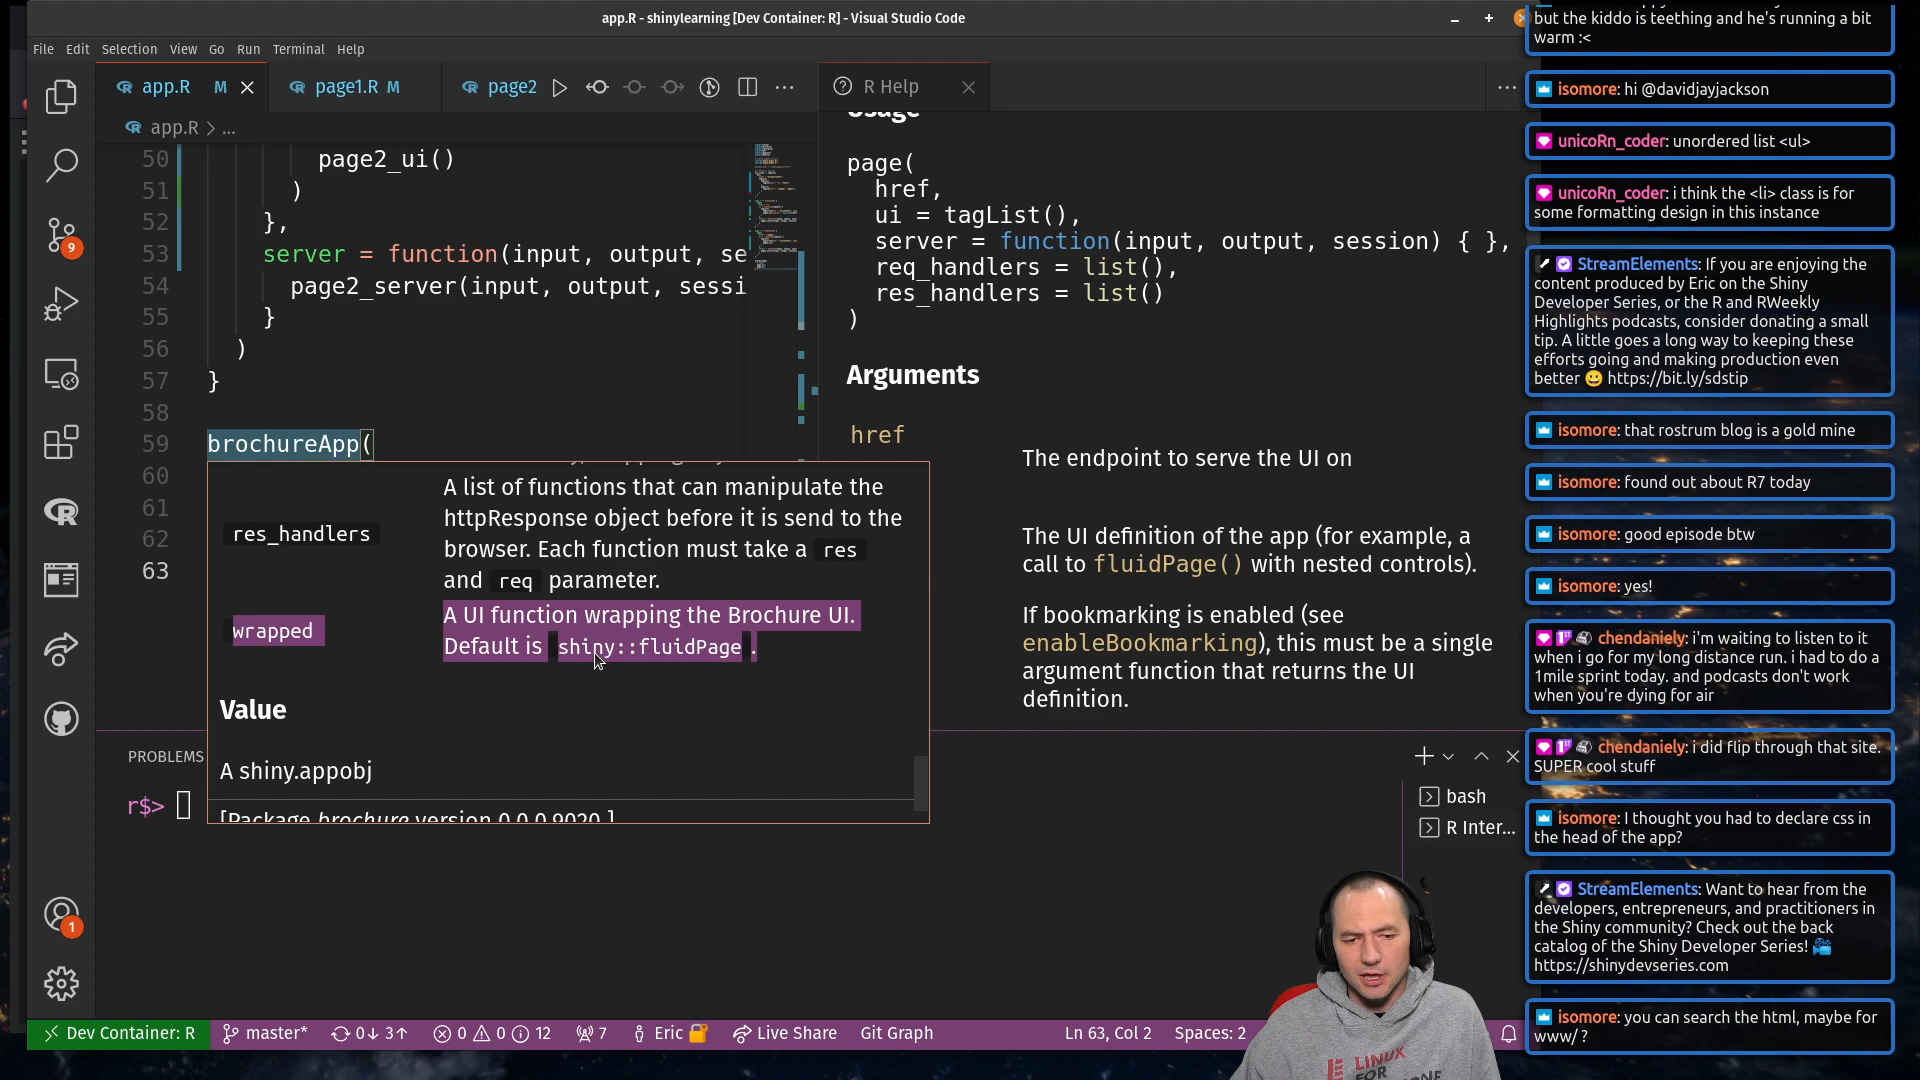 app.R - shinylearning [Dev Container: R] - Visual Studio Code
File Edit Selection View Go Run Terminal Help
app.R M
page1.R M
page2
R Help
app.R > ...
50 page2_ui()
51 )
52 },
53 server = function(input, output, se
54 page2_server(input, output, sessi
55 }
56 )
57 }
58
59 brochureApp(
60
61
62
63
res_handlers
A list of functions that can manipulate the
httpResponse object before it is send to the
browser. Each function must take a res
and req parameter.
wrapped
A UI function wrapping the Brochure UI.
Default is shiny::fluidPage .
Value
A shiny.appobj
[Package brochure version 0.0.0.9020 ]
Usage
page(
href,
ui = tagList(),
server = function(input, output, session) { },
req_handlers = list(),
res_handlers = list()
)
Arguments
href
The endpoint to serve the UI on
The UI definition of the app (for example, a
call to fluidPage() with nested controls).
If bookmarking is enabled (see
enableBookmarking), this must be a single
argument function that returns the UI
definition.
PROBLEMS
r$>
bash
R Inter...
9
1
Dev Container: R
master*
0↓ 3↑
0 0 12
7
Eric
Live Share
Git Graph
Ln 63, Col 2
Spaces: 2
LINUX
FOR
but the kiddo is teething and he's running a bit
warm :<
isomore: hi @davidjayjackson
unicoRn_coder: unordered list <ul>
unicoRn_coder: i think the <li> class is for
some formatting design in this instance
StreamElements: If you are enjoying the
content produced by Eric on the Shiny
Developer Series, or the R and RWeekly
Highlights podcasts, consider donating a small
tip. A little goes a long way to keeping these
efforts going and making production even
better 😀 https://bit.ly/sdstip
isomore: that rostrum blog is a gold mine
isomore: found out about R7 today
isomore: good episode btw
isomore: yes!
chendaniely: i'm waiting to listen to it
when i go for my long distance run. i had to do a
1mile sprint today. and podcasts don't work
when you're dying for air
chendaniely: i did flip through that site.
SUPER cool stuff
isomore: I thought you had to declare css in
the head of the app?
StreamElements: Want to hear from the
developers, entrepreneurs, and practitioners in
the Shiny community? Check out the back
catalog of the Shiny Developer Series!
https://shinydevseries.com
isomore: you can search the html, maybe for
www/ ?